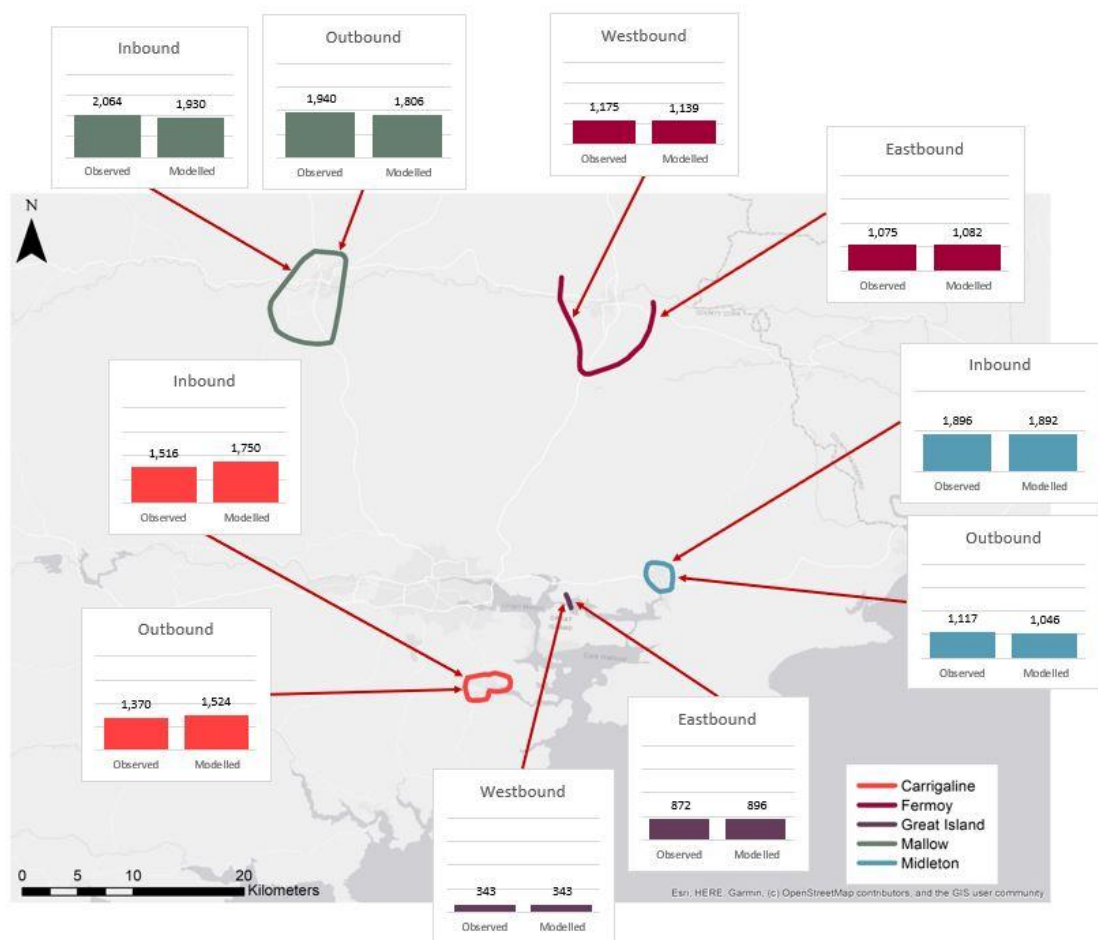 Inbound
2,064 1,930
Observed Modelled
Outbound
1,940 1,806
Observed Modelled
Westbound
1,175 1,139
Observed Modelled
Eastbound
1,075 1,082
Observed Modelled
N
Inbound
1,516 1,750
Observed Modelled
Inbound
1,896 1,892
Observed Modelled
Outbound
1,117 1,046
Observed Modelled
Outbound
1,370 1,524
Observed Modelled
Eastbound
872 896
Observed Modelled
Westbound
343 343
Observed Modelled
Carrigaline
Fermoy
Great Island
Mallow
Midleton
0 5 10 20
Kilometers
Esri, HERE, Garmin, (c) OpenStreetMap contributors, and the GIS user community